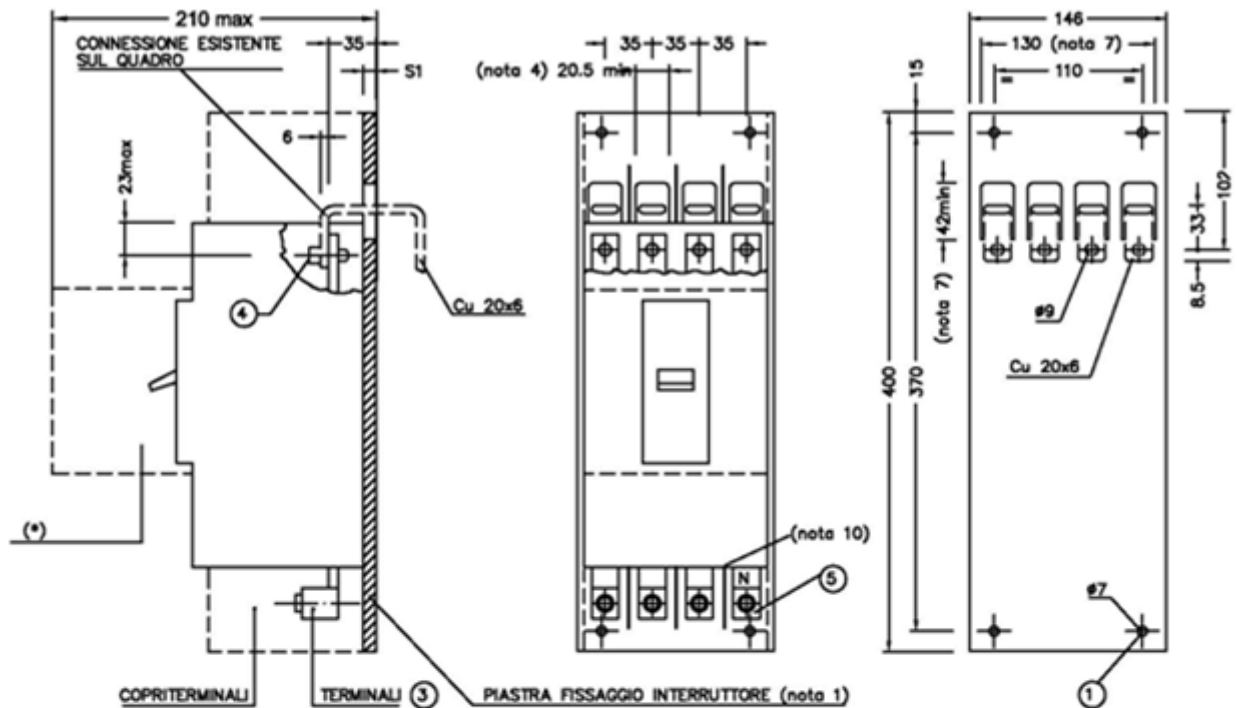 210 max
CONNESSIONE ESISTENTE
SUL QUADRO
35
S1
6
23max
4
Cu 20x6
(*)
COPRITERMINALI
TERMINALI 3
PIASTRA FISSAGGIO INTERRUTTORE (nota 1)
35 35 35
(nota 4) 20.5 min
(nota 10)
N
5
146
130 (nota 7)
110
= =
15
400
370
42min
(nota 7)
102
33
8.5
ø9
Cu 20x6
ø7
1